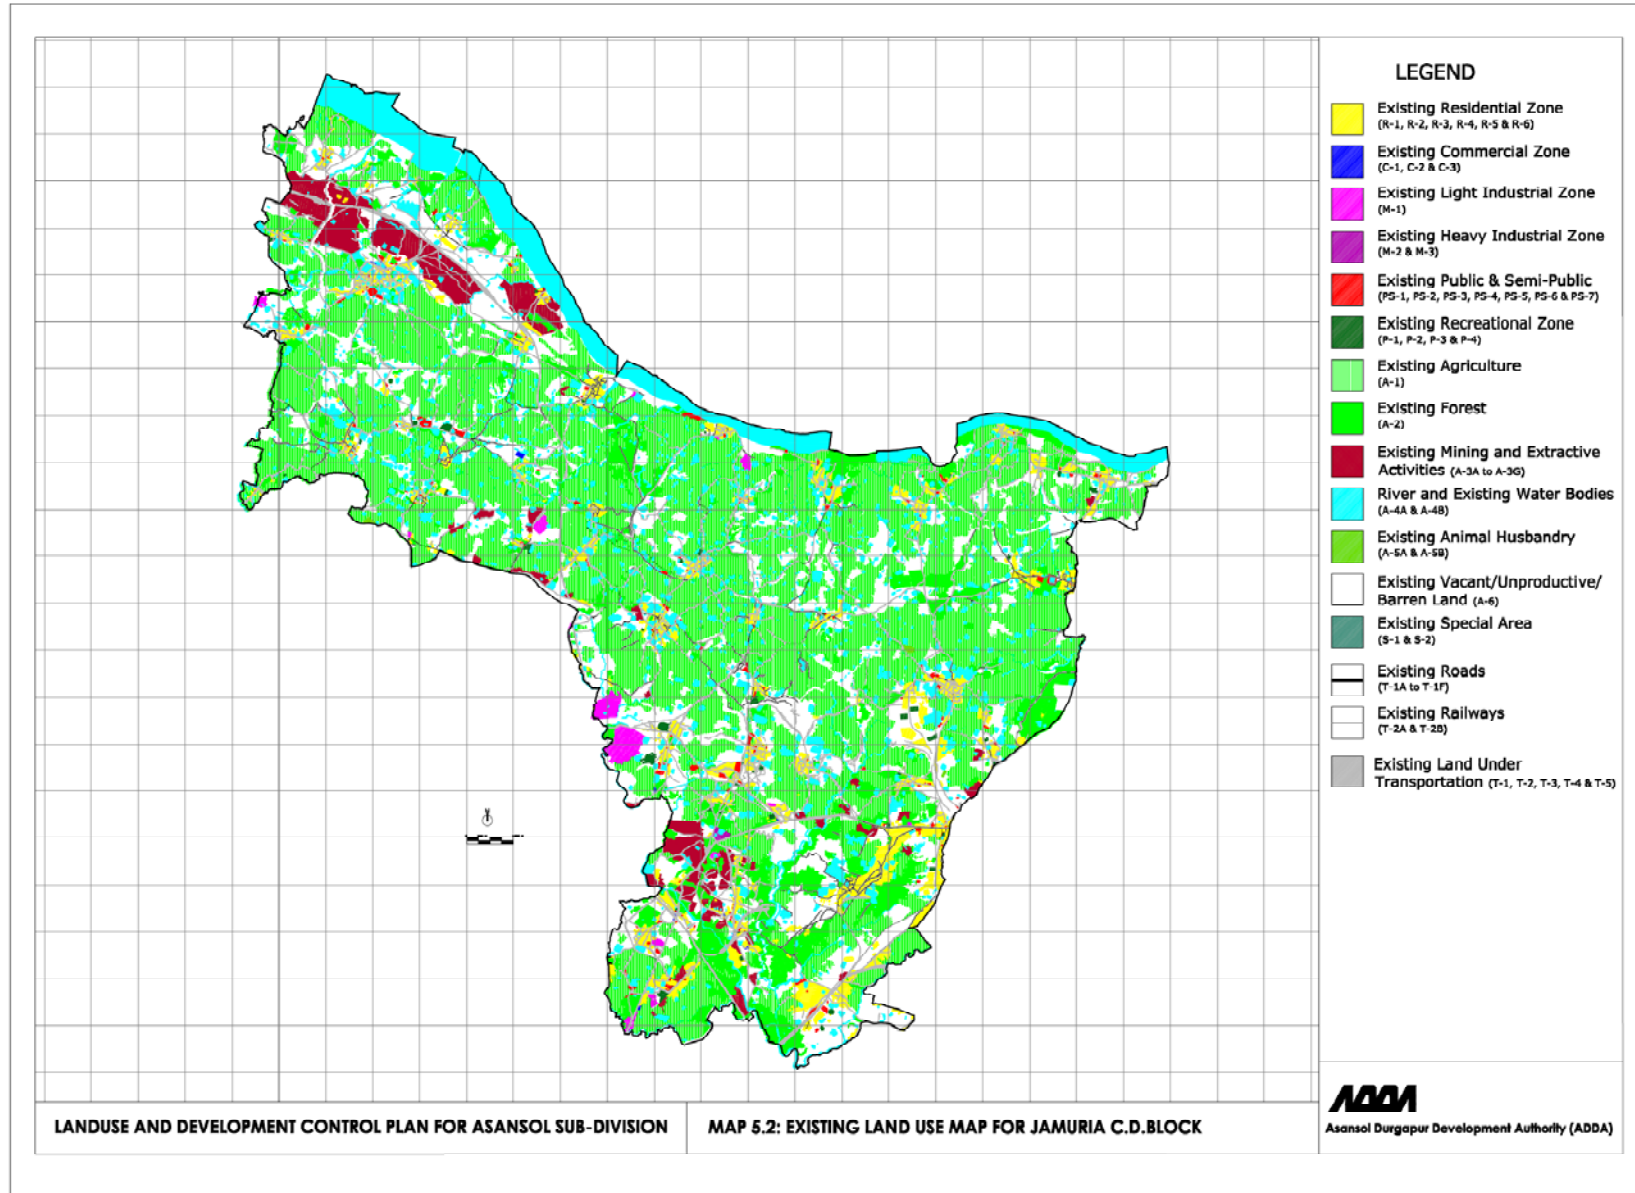 LEGEND
Existing Residential Zone
(R-1, R-2, R-3, R-4, R-5 & R-6)
Existing Commercial Zone
(C-1, C-2 & C-3)
Existing Light Industrial Zone
(M-1)
Existing Heavy Industrial Zone
(M-2 & M-3)
Existing Public & Semi-Public
(PS-1, PS-2, PS-3, PS-4, PS-5, PS-6 & PS-7)
Existing Recreational Zone
(P-1, P-2, P-3 & P-4)
Existing Agriculture
(A-1)
Existing Forest
(A-2)
Existing Mining and Extractive
Activities (A-3A to A-3G)
River and Existing Water Bodies
(A-4A & A-4B)
Existing Animal Husbandry
(A-5A & A-5B)
Existing Vacant/Unproductive/
Barren Land (A-6)
Existing Special Area
(S-1 & S-2)
Existing Roads
(T-1A to T-1F)
Existing Railways
(T-2A & T-2B)
Existing Land Under
Transportation (T-1, T-2, T-3, T-4 & T-5)
ADDA
Asansol Durgapur Development Authority (ADDA)
LANDUSE AND DEVELOPMENT CONTROL PLAN FOR ASANSOL SUB-DIVISION
MAP 5.2: EXISTING LAND USE MAP FOR JAMURIA C.D.BLOCK